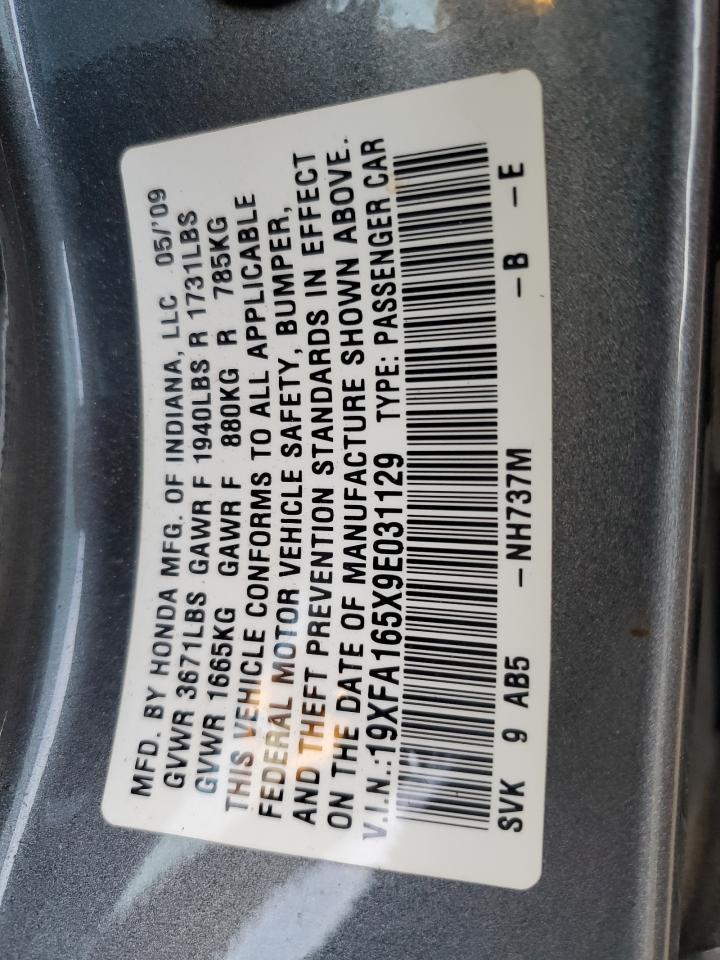 MFD. BY HONDA MFG. OF INDIANA, LLC 05/'09
GVWR 3671LBS GAWR F 1940LBS R 1731LBS
GVWR 1665KG GAWR F 880KG R 785KG
THIS VEHICLE CONFORMS TO ALL APPLICABLE
FEDERAL MOTOR VEHICLE SAFETY, BUMPER,
AND THEFT PREVENTION STANDARDS IN EFFECT
ON THE DATE OF MANUFACTURE SHOWN ABOVE.
V.I.N.:19XFA165X9E031129 TYPE: PASSENGER CAR
SVK 9 AB5 -NH737M -B -E